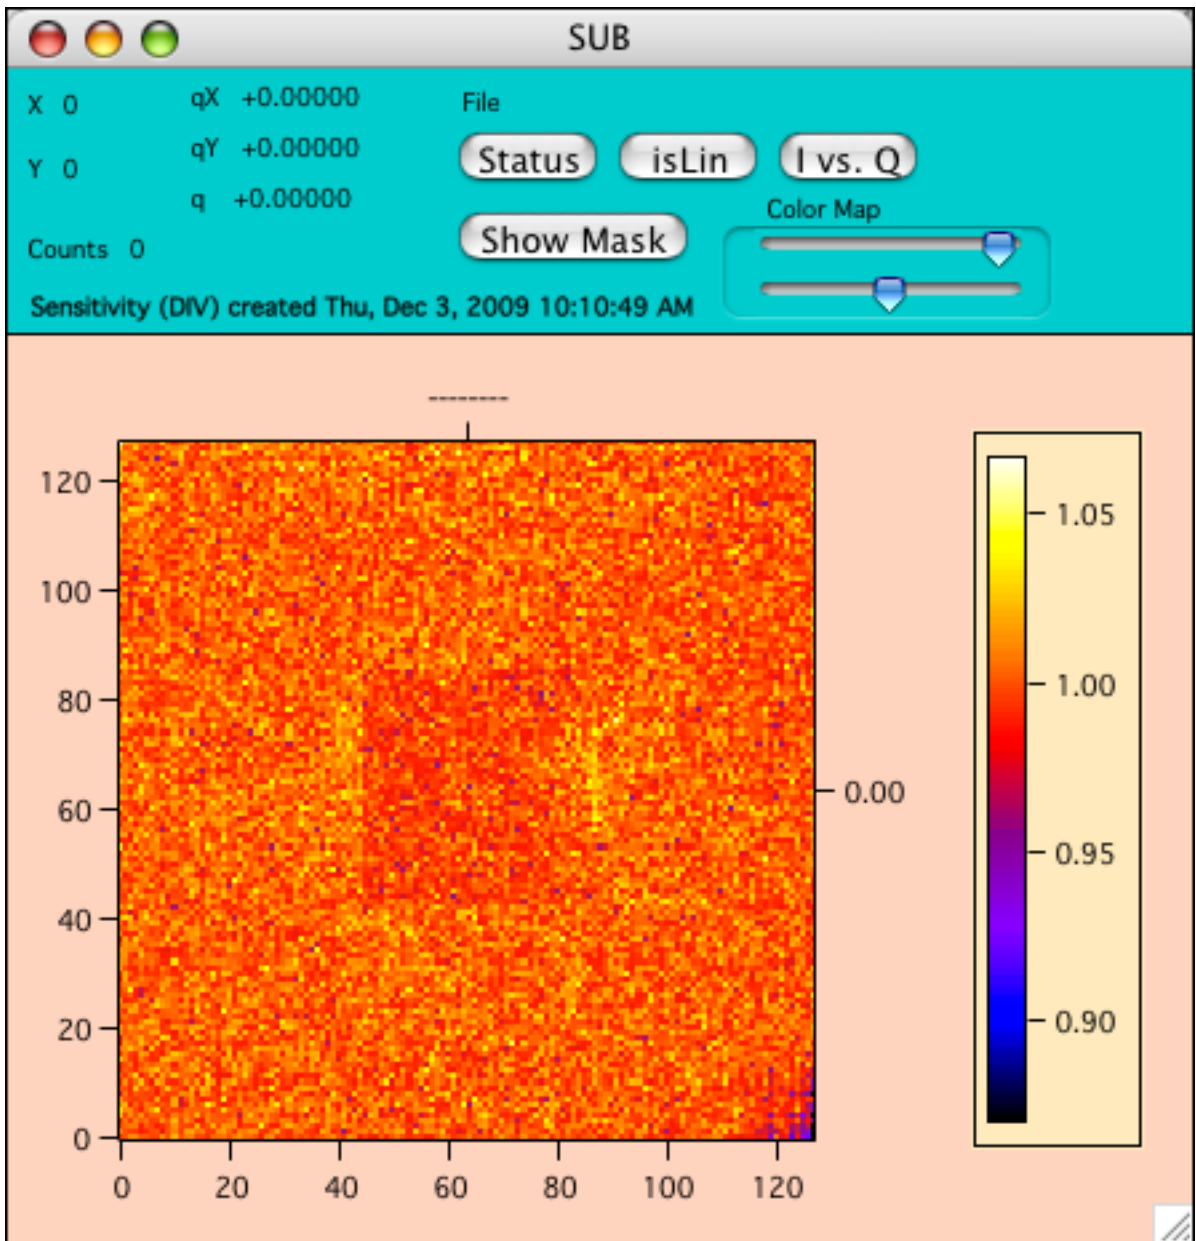 SUB
X 0
qX +0.00000
File
Y 0
qY +0.00000
Status
isLin
I vs. Q
q +0.00000
Color Map
Show Mask
Counts 0
Sensitivity (DIV) created Thu, Dec 3, 2009 10:10:49 AM
--------
120
100
80
60
40
20
0
0 20 40 60 80 100 120
0.00
1.05
1.00
0.95
0.90